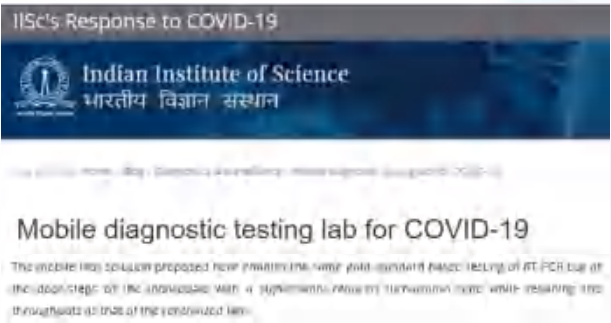 IISc's Response to COVID-19
Indian Institute of Science
भारतीय विज्ञान संस्थान
Mobile diagnostic testing lab for COVID-19
The mobile lab solution proposed here enables the same gold-standard based testing of RT-PCR but at
the door-steps of the individuals with a significantly reduced turnaround time while retaining the
throughputs as that of the centralized labs